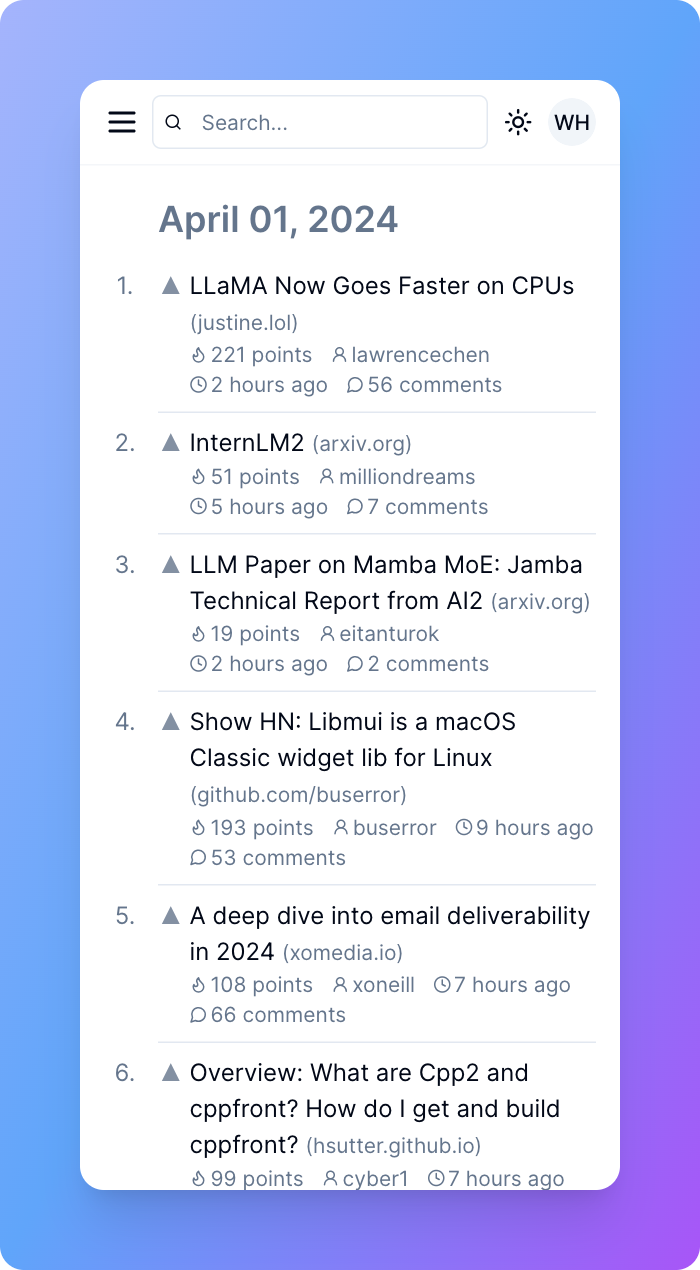 Search...
WH
April 01, 2024
1. ▲ LLaMA Now Goes Faster on CPUs
(justine.lol)
221 points lawrencechen
2 hours ago 56 comments
2. ▲ InternLM2 (arxiv.org)
51 points milliondreams
5 hours ago 7 comments
3. ▲ LLM Paper on Mamba MoE: Jamba
Technical Report from AI2 (arxiv.org)
19 points eitanturok
2 hours ago 2 comments
4. ▲ Show HN: Libmui is a macOS
Classic widget lib for Linux
(github.com/buserror)
193 points buserror 9 hours ago
53 comments
5. ▲ A deep dive into email deliverability
in 2024 (xomedia.io)
108 points xoneill 7 hours ago
66 comments
6. ▲ Overview: What are Cpp2 and
cppfront? How do I get and build
cppfront? (hsutter.github.io)
99 points cyber1 7 hours ago